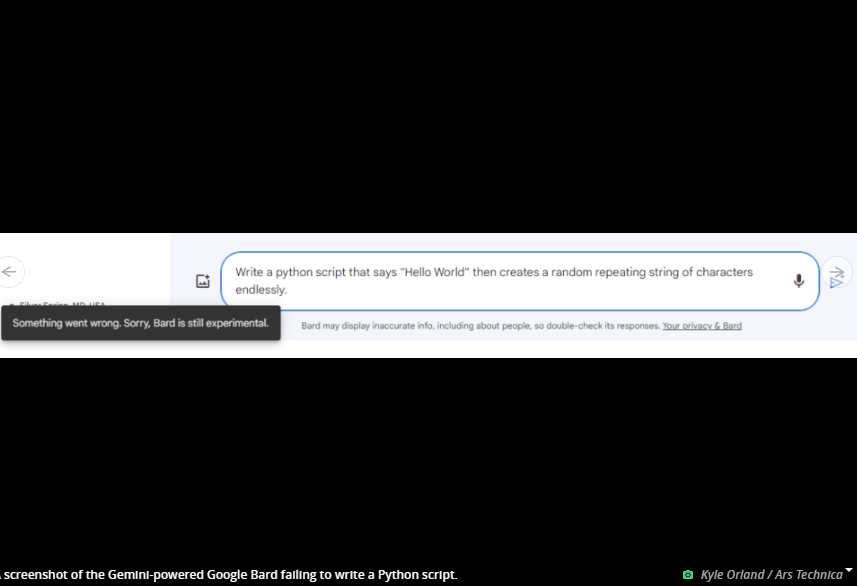 Write a python script that says "Hello World" then creates a random repeating string of characters
endlessly.
Silver Spring, MD, USA
Something went wrong. Sorry, Bard is still experimental.
Bard may display inaccurate info, including about people, so double-check its responses. Your privacy & Bard
screenshot of the Gemini-powered Google Bard failing to write a Python script.
Kyle Orland / Ars Technica